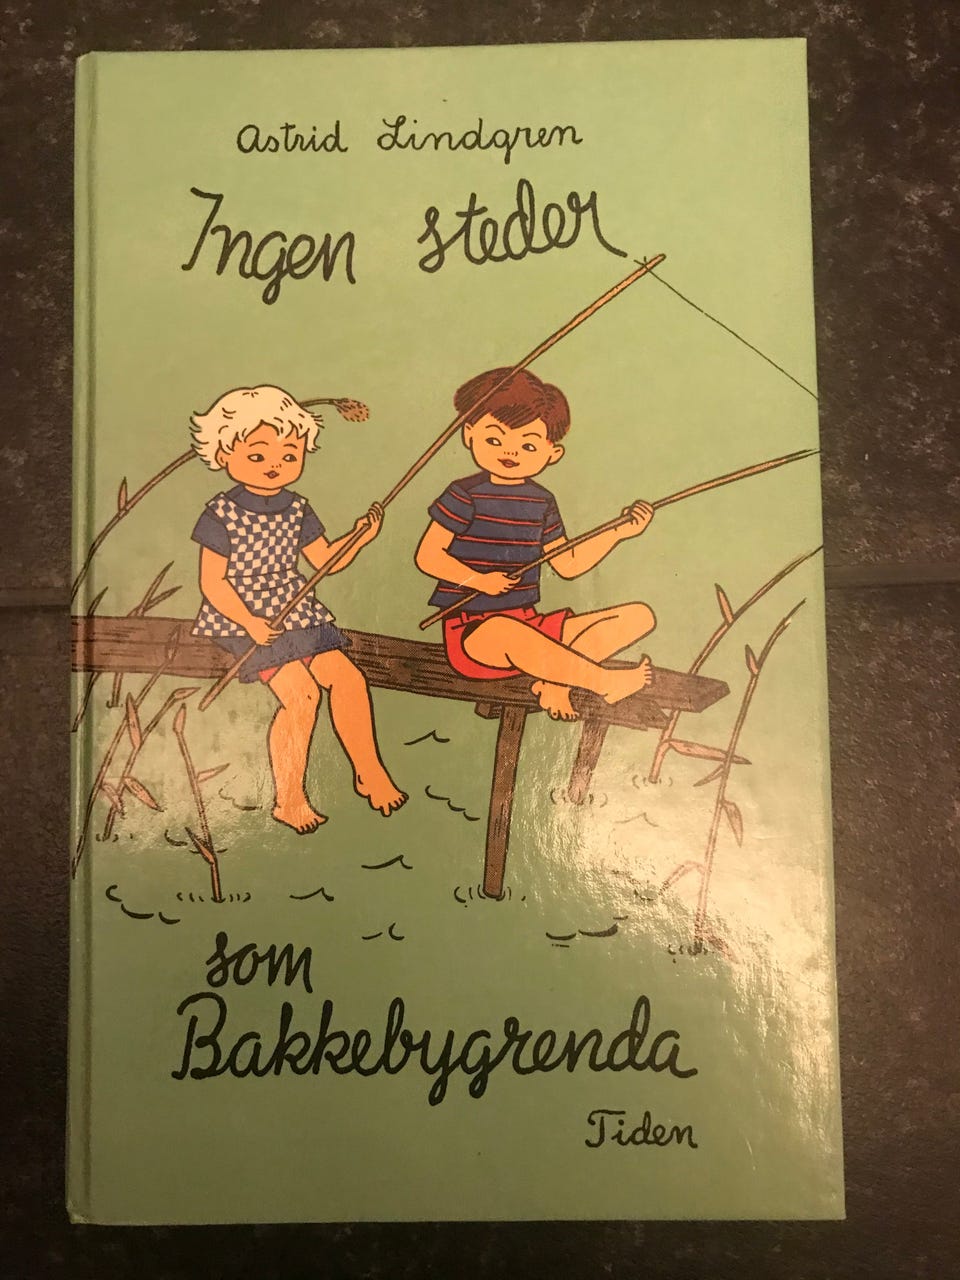 Astrid Lindgren
Ingen steder
som
Bakkebygrenda
Tiden